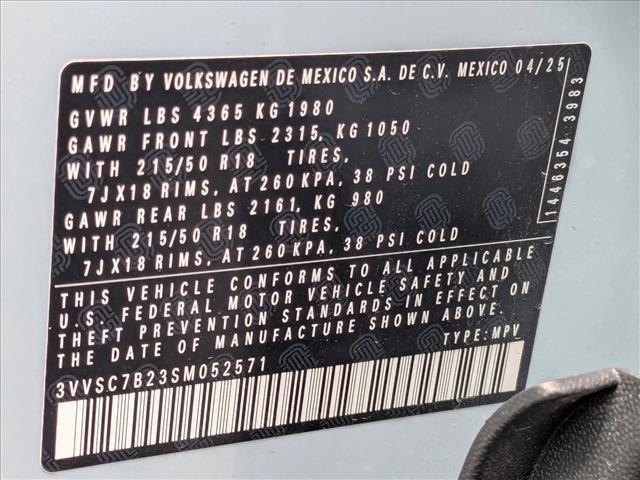 MFD BY VOLKSWAGEN DE MEXICO S.A. DE C.V. MEXICO 04/25
GVWR LBS 4365 KG 1980
GAWR FRONT LBS 2315, KG 1050
WITH 215/50 R18 TIRES,
7JX18 RIMS, AT 260 KPA, 38 PSI COLD
GAWR REAR LBS 2161, KG 980
WITH 215/50 R18 TIRES,
7JX18 RIMS, AT 260 KPA, 38 PSI COLD
THIS VEHICLE CONFORMS TO ALL APPLICABLE
U.S. FEDERAL MOTOR VEHICLE SAFETY AND
THEFT PREVENTION STANDARDS IN EFFECT ON
THE DATE OF MANUFACTURE SHOWN ABOVE.
TYPE: MPV
3VVSC7B23SM052571
1446354 3983